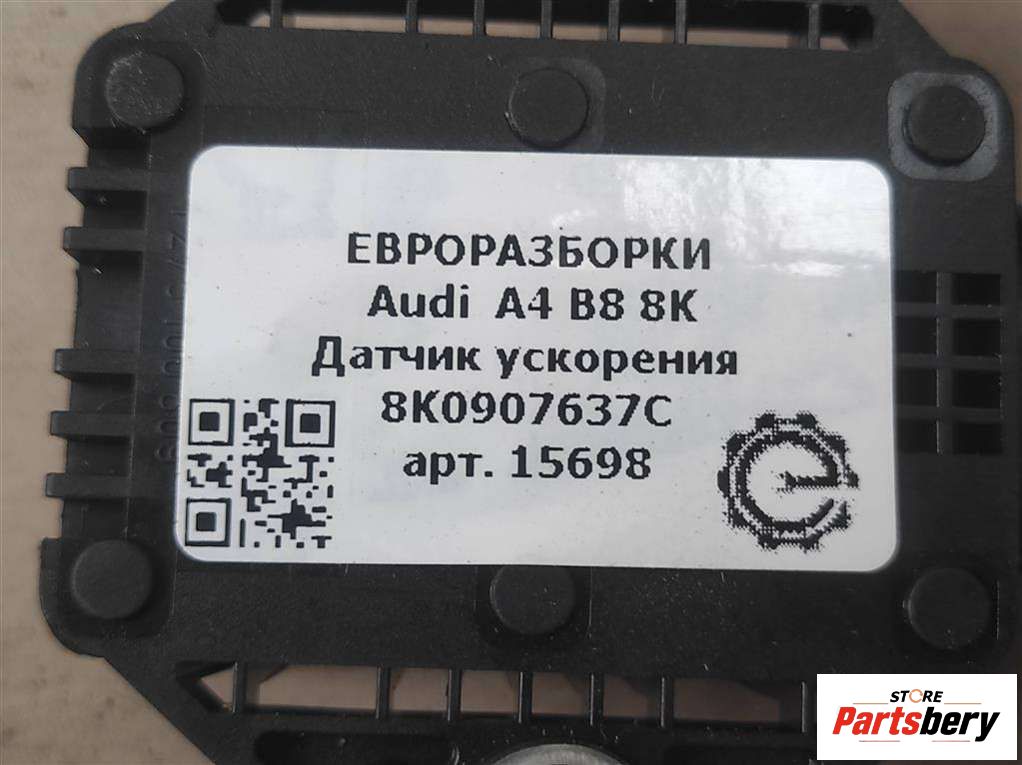 ЕВРОРАЗБОРКИ
Audi A4 B8 8K
Датчик ускорения
8K0907637C
арт. 15698
STORE
Partsbery